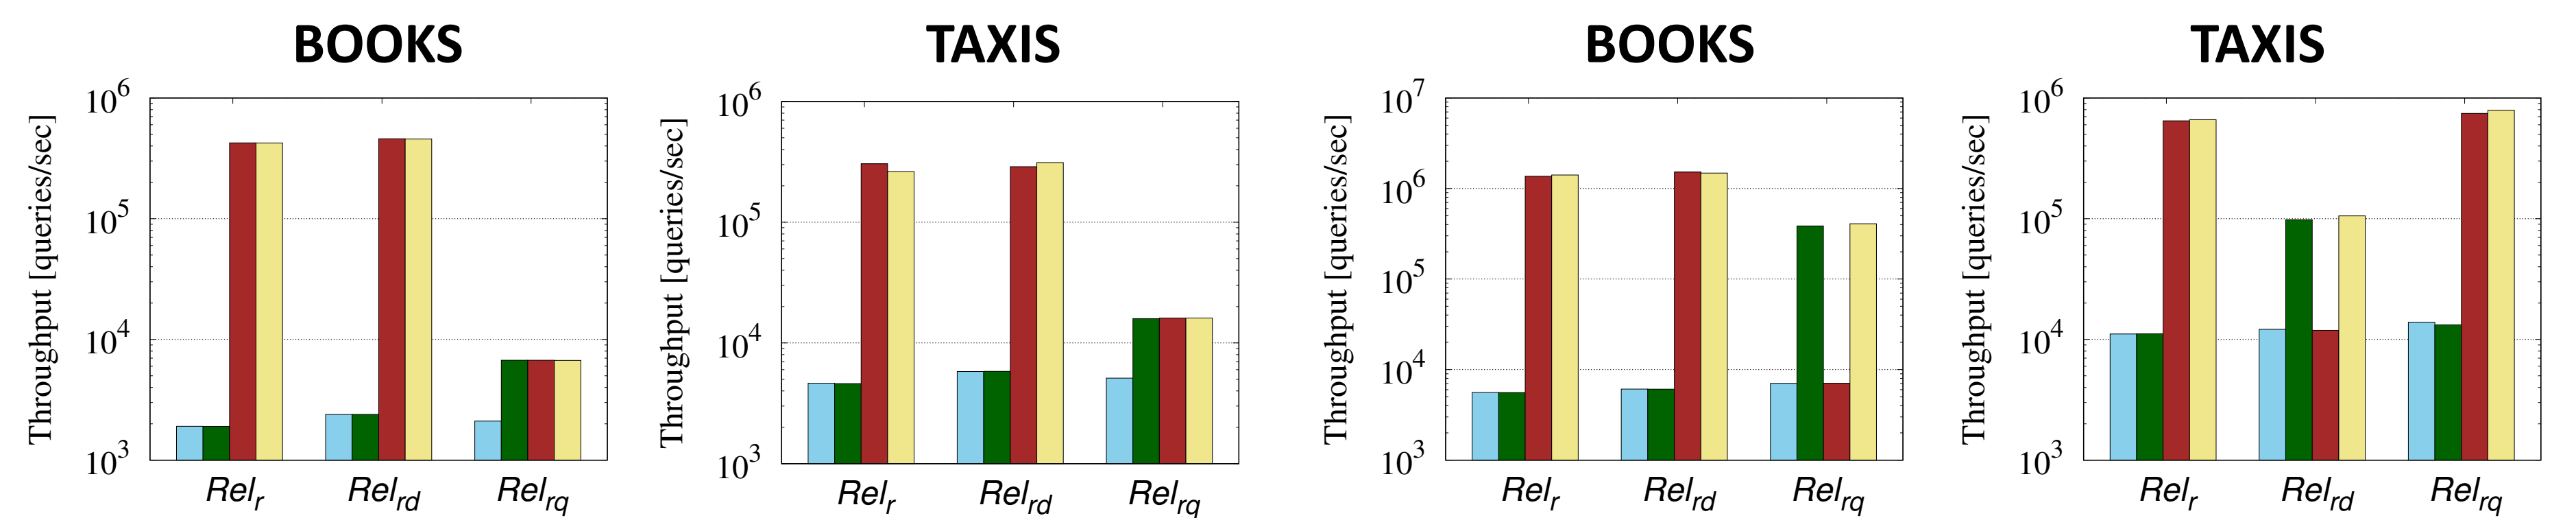 BOOKS
Throughput [queries/sec]
10^6
10^5
10^4
10^3
Rel_r Rel_rd Rel_rq
TAXIS
Throughput [queries/sec]
10^6
10^5
10^4
10^3
Rel_r Rel_rd Rel_rq
BOOKS
Throughput [queries/sec]
10^7
10^6
10^5
10^4
10^3
Rel_r Rel_rd Rel_rq
TAXIS
Throughput [queries/sec]
10^6
10^5
10^4
10^3
Rel_r Rel_rd Rel_rq